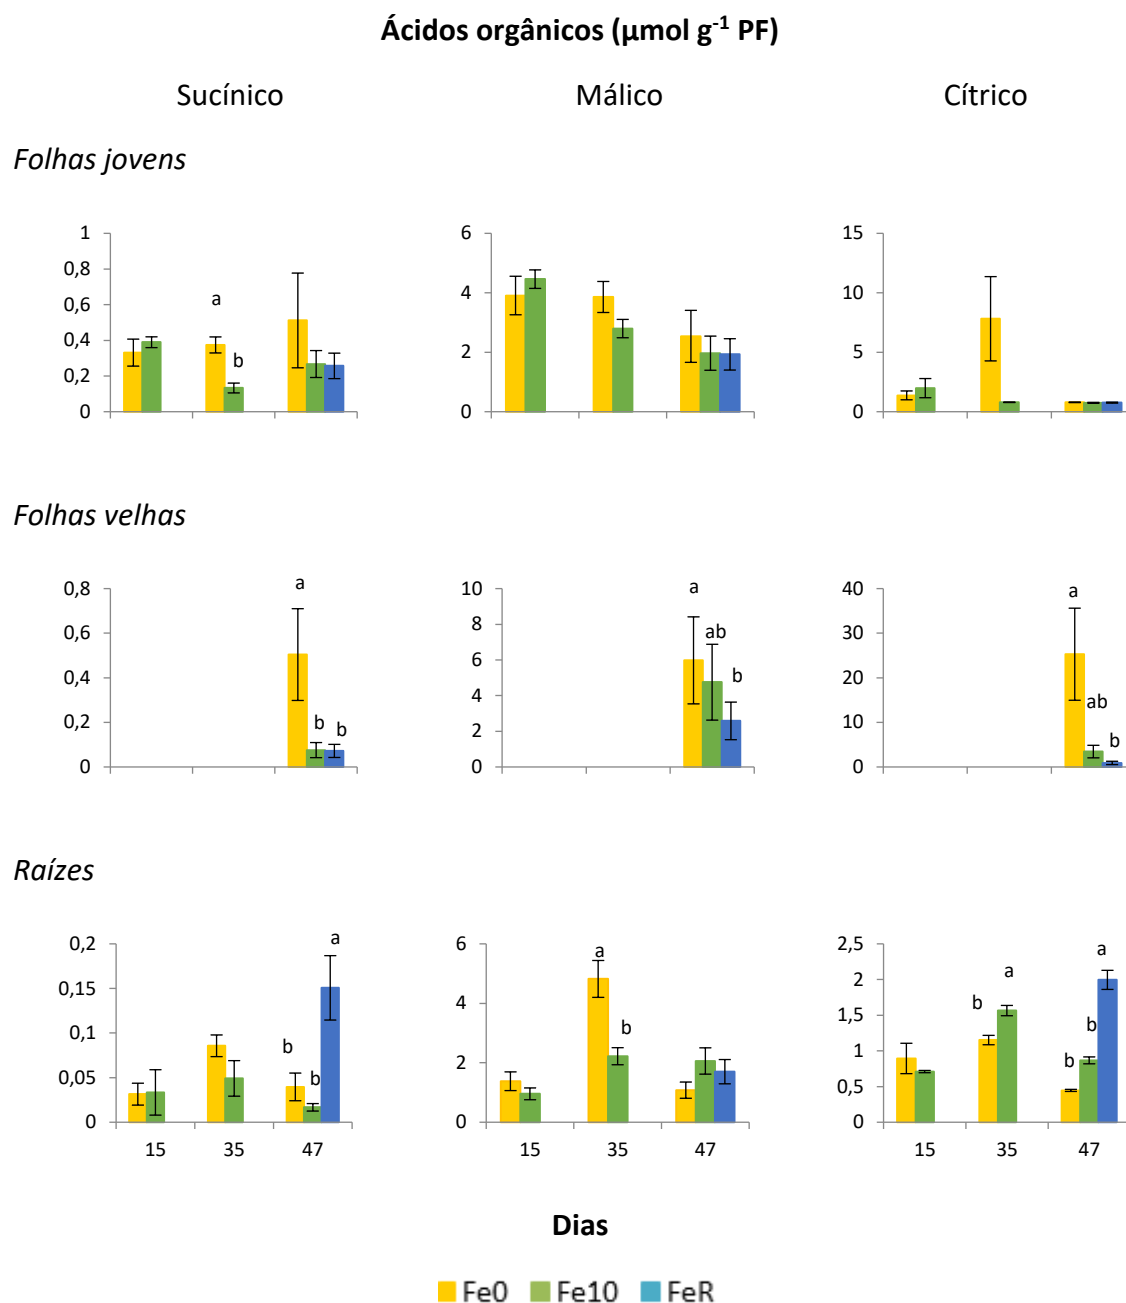 Ácidos orgânicos (µmol g-1 PF)
Sucínico Málico Cítrico
Folhas jovens
1
0,8
0,6
0,4
0,2
0
a
b
6
4
2
0
15
10
5
0
Folhas velhas
0,8
0,6
0,4
0,2
0
a
b
b
10
8
6
4
2
0
a
ab
b
40
30
20
10
0
a
ab
b
Raízes
0,2
0,15
0,1
0,05
0
b
b
a
15 35 47
6
4
2
0
a
b
15 35 47
2,5
2
1,5
1
0,5
0
b
a
b
b
a
15 35 47
Dias
Fe0 Fe10 FeR